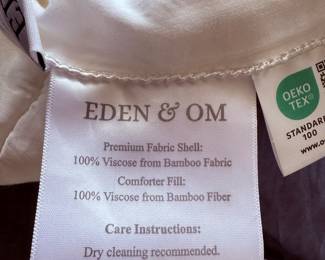 EDEN & OM
Premium Fabric Shell:
100% Viscose from Bamboo Fabric
Comforter Fill:
100% Viscose from Bamboo Fiber
Care Instructions:
Dry cleaning recommended.
OEKO
TEX®
STANDARD
100